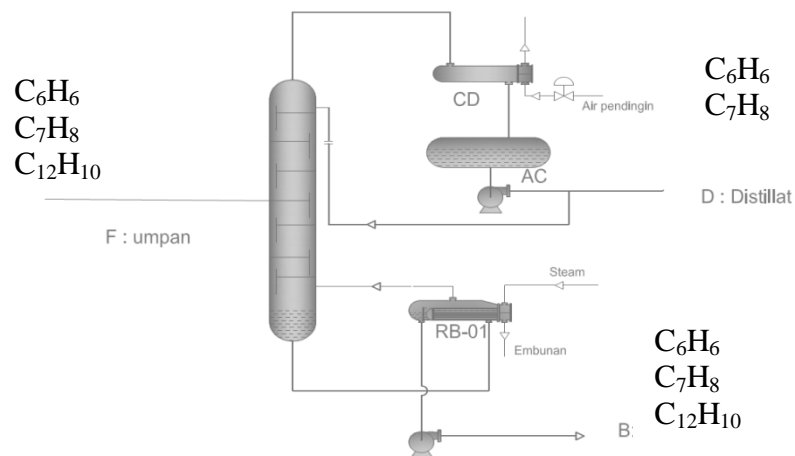 C₆H₆
C₇H₈
C₁₂H₁₀
F : umpan
CD
Air pendingin
C₆H₆
C₇H₈
AC
D : Distillat
Steam
RB-01
Embunan
C₆H₆
C₇H₈
C₁₂H₁₀
B: